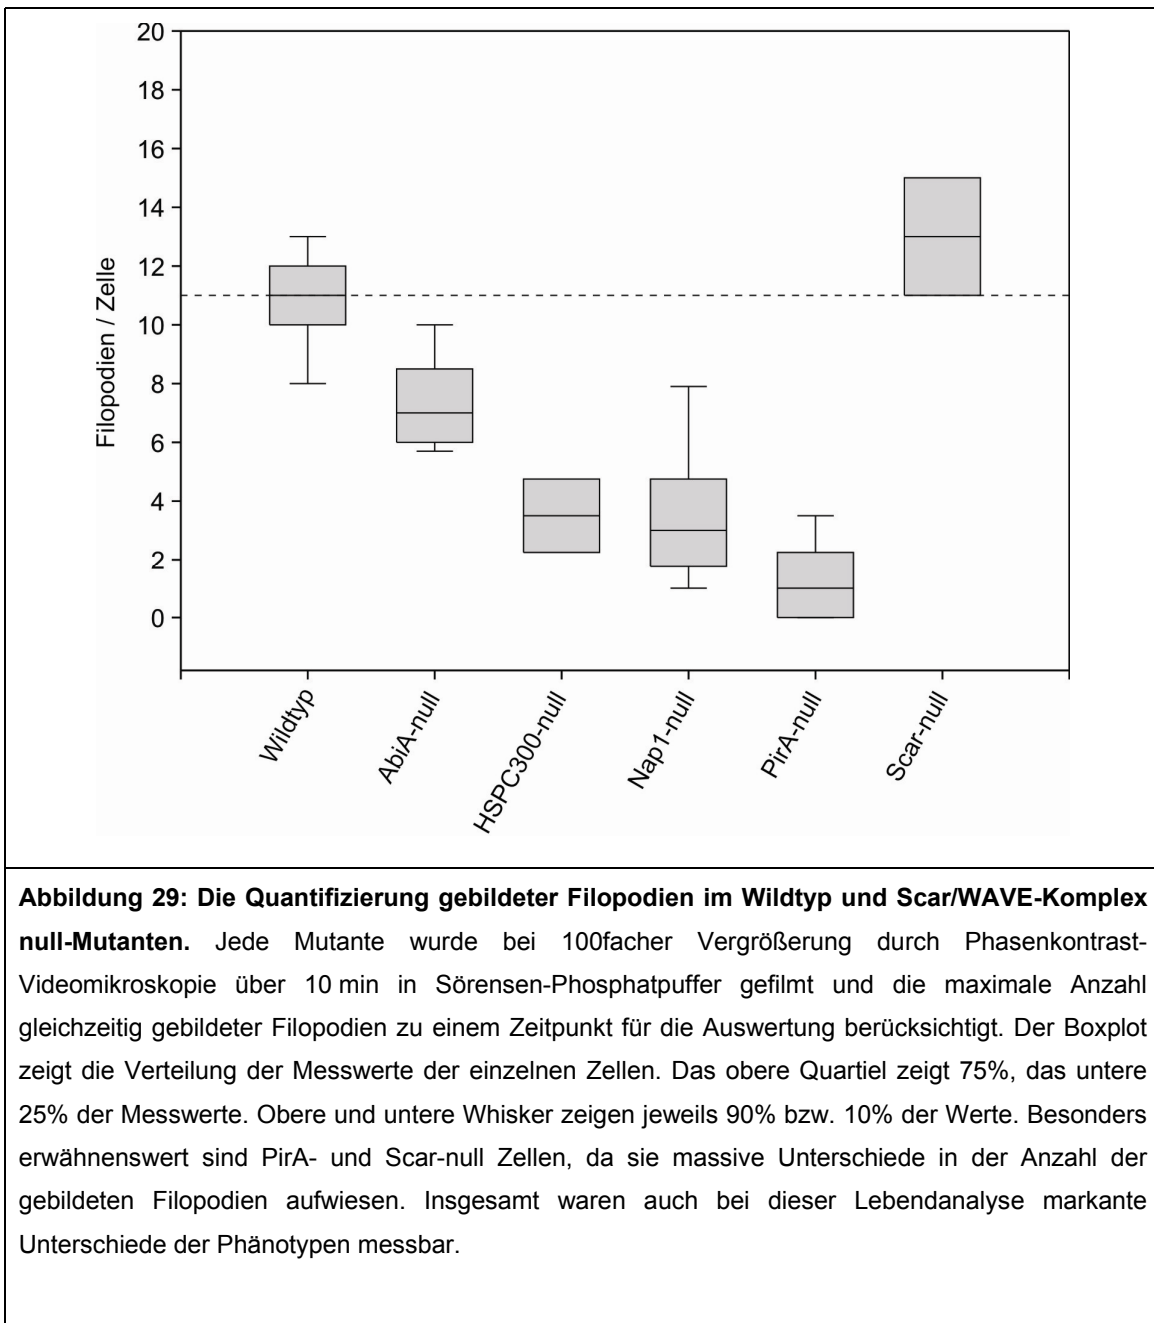 20
18
16
14
12
10
8
6
4
2
0
Filopodien / Zelle
Wildtyp
AbiA-null
HSPC300-null
Nap1-null
PirA-null
Scar-null
Abbildung 29: Die Quantifizierung gebildeter Filopodien im Wildtyp und Scar/WAVE-Komplex
null-Mutanten. Jede Mutante wurde bei 100facher Vergrößerung durch Phasenkontrast-
Videomikroskopie über 10 min in Sörensen-Phosphatpuffer gefilmt und die maximale Anzahl
gleichzeitig gebildeter Filopodien zu einem Zeitpunkt für die Auswertung berücksichtigt. Der Boxplot
zeigt die Verteilung der Messwerte der einzelnen Zellen. Das obere Quartiel zeigt 75%, das untere
25% der Messwerte. Obere und untere Whisker zeigen jeweils 90% bzw. 10% der Werte. Besonders
erwähnenswert sind PirA- und Scar-null Zellen, da sie massive Unterschiede in der Anzahl der
gebildeten Filopodien aufwiesen. Insgesamt waren auch bei dieser Lebendanalyse markante
Unterschiede der Phänotypen messbar.